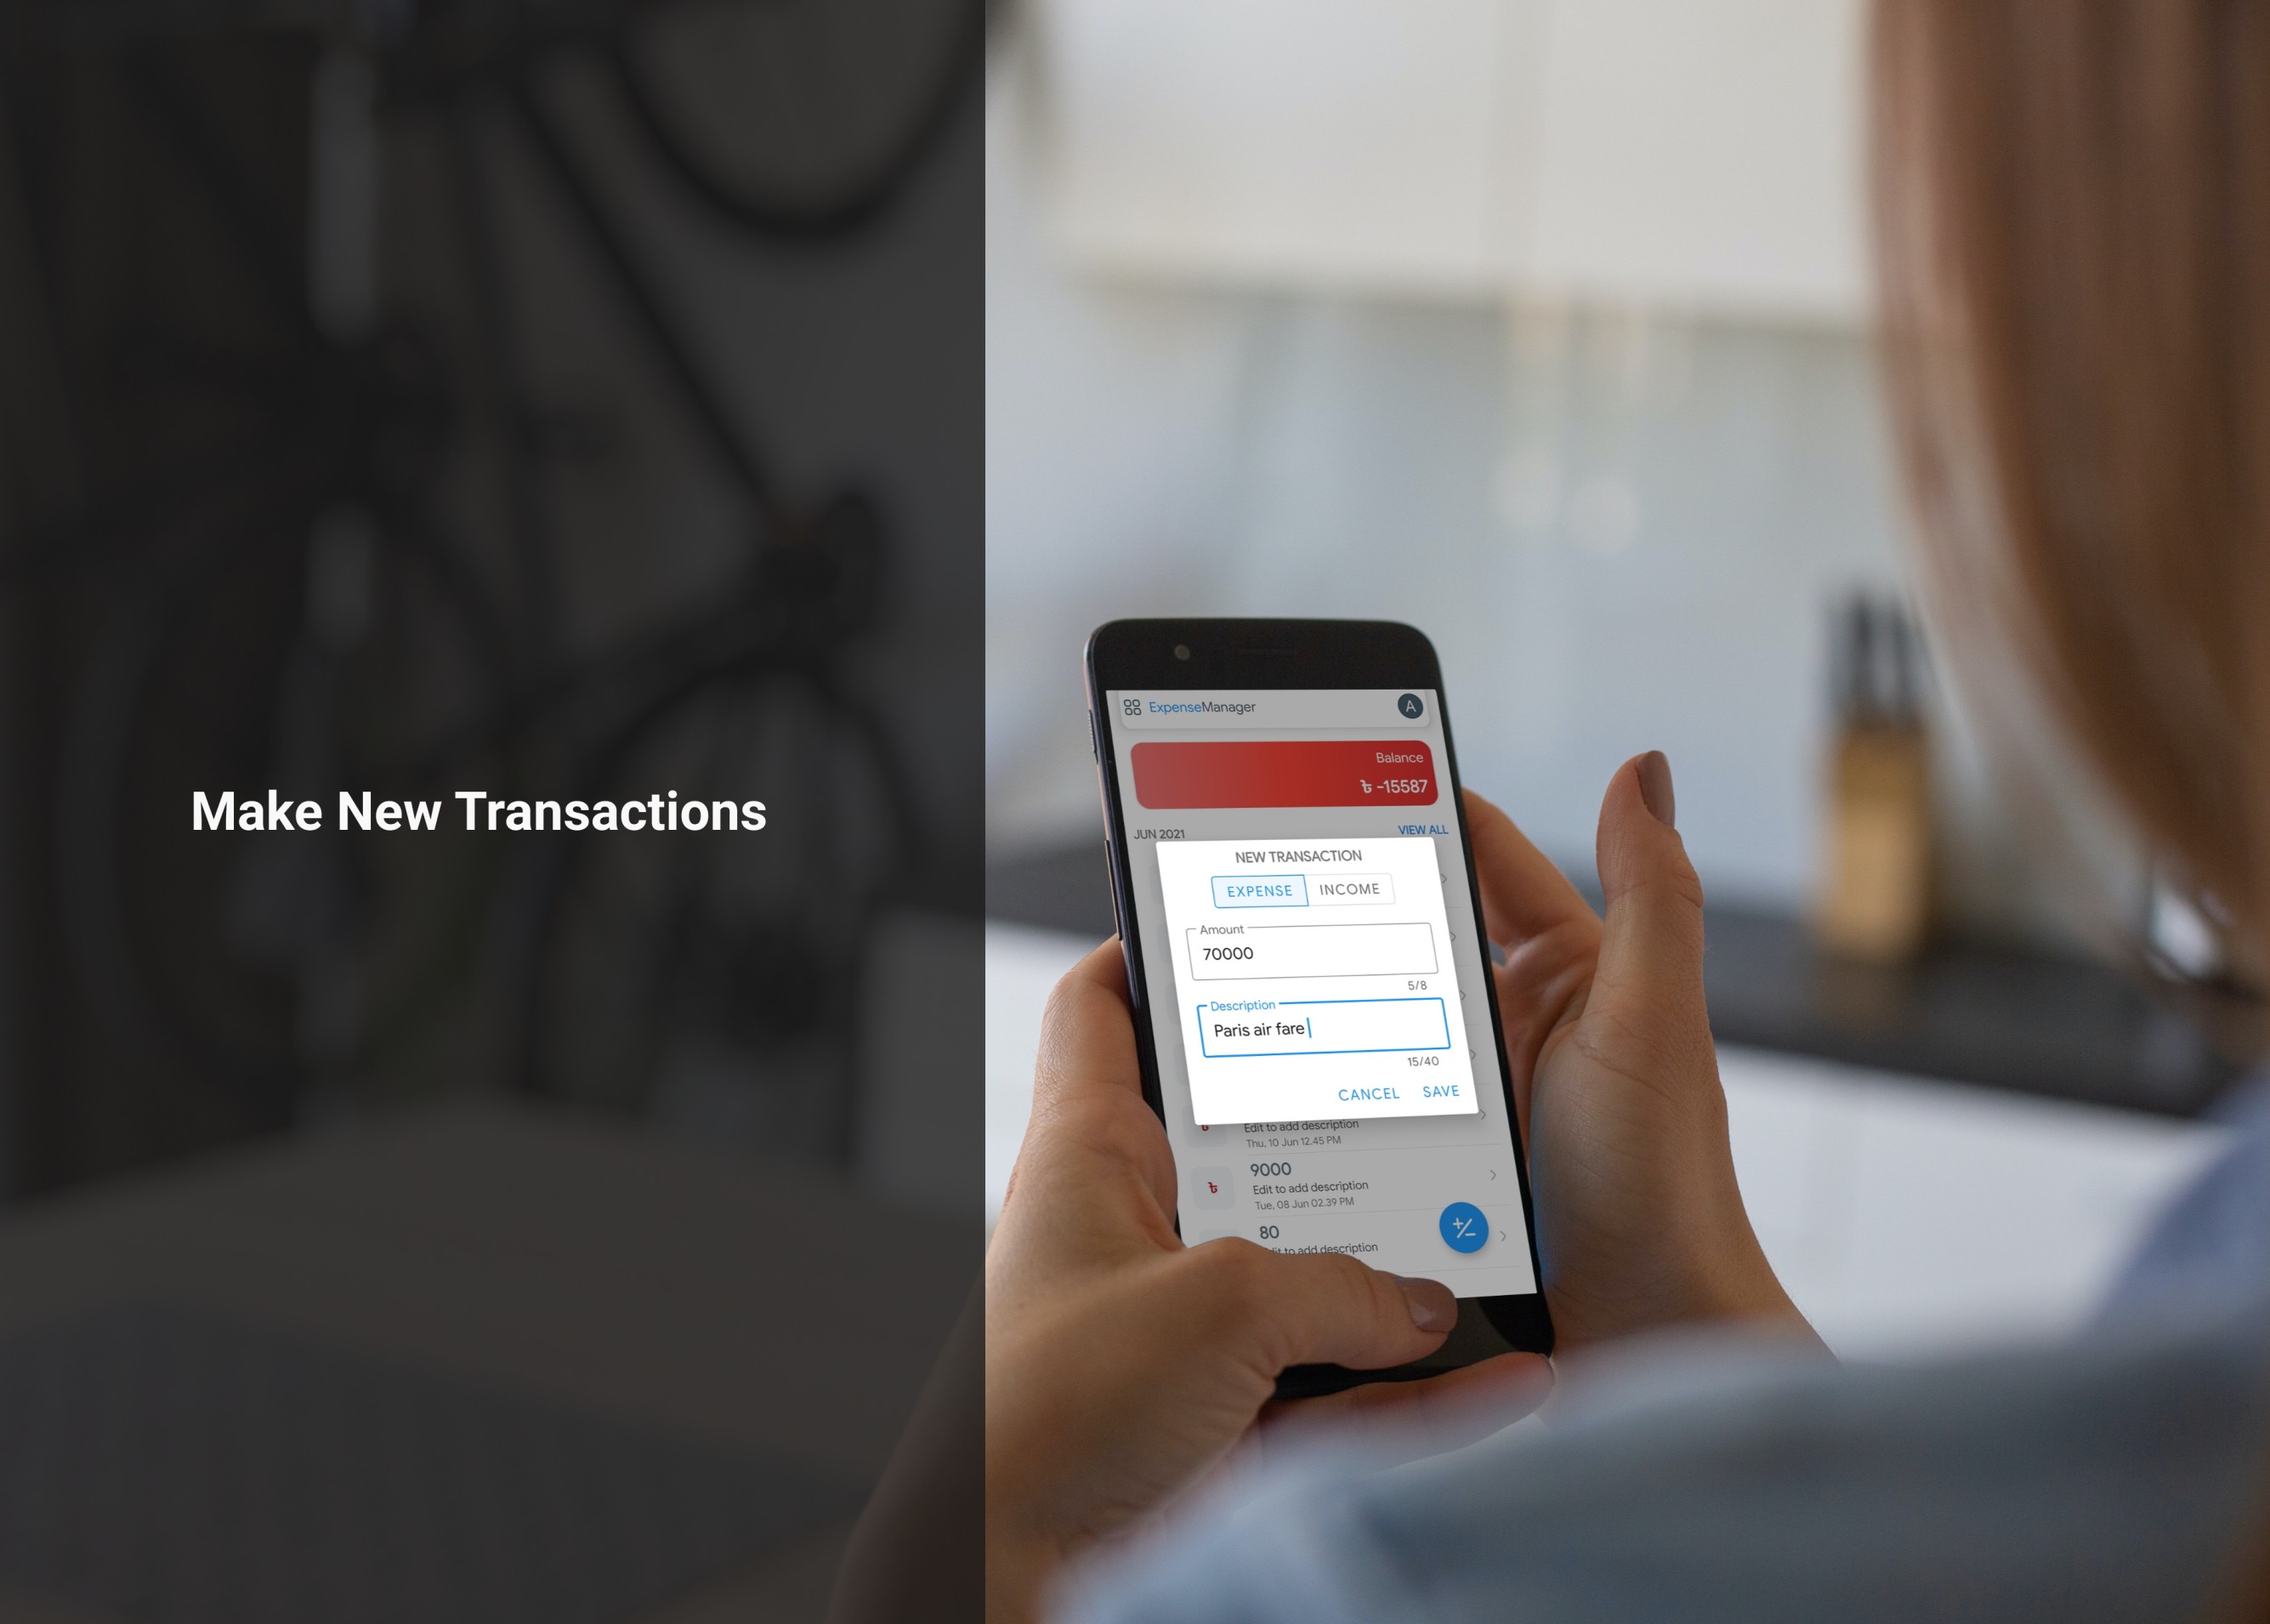 Make New Transactions
ExpenseManager
A
Balance
৳ -15587
JUN 2021
VIEW ALL
NEW TRANSACTION
EXPENSE
INCOME
Amount
70000
5/8
Description
Paris air fare
15/40
CANCEL
SAVE
৳
Edit to add description
Thu, 10 Jun 12.45 PM
৳
9000
Edit to add description
Tue, 08 Jun 02.39 PM
80
to add description